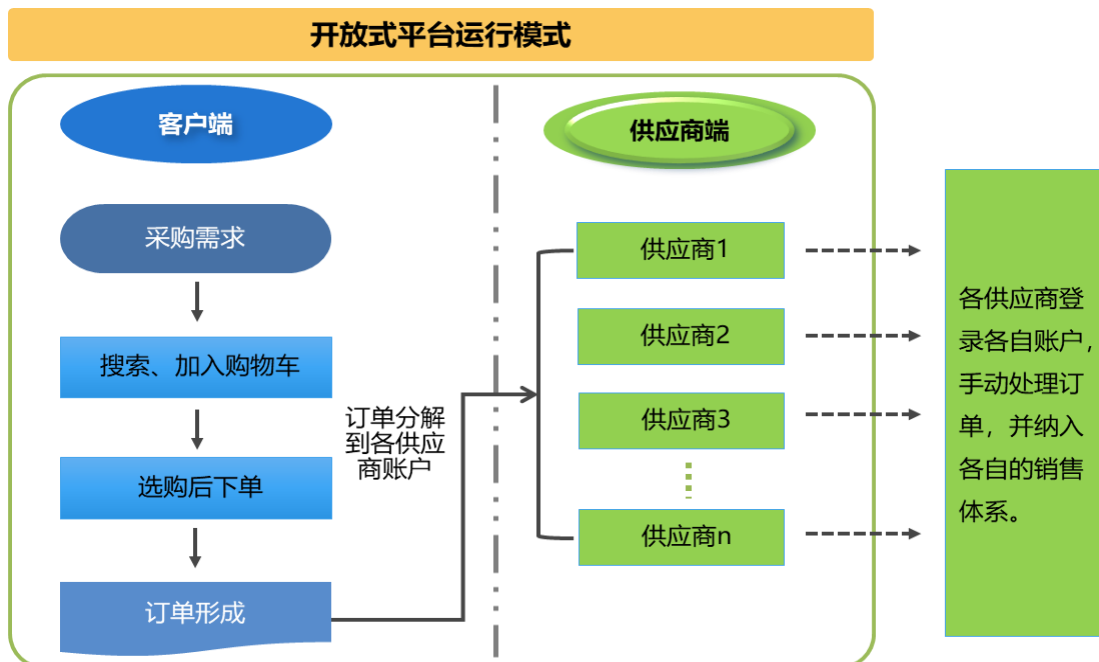 开放式平台运行模式
客户端
采购需求
搜索、加入购物车
选购后下单
订单形成
订单分解
到各供应
商账户
供应商端
供应商1
供应商2
供应商3
供应商n
各供应商登
录各自账户，
手动处理订
单，并纳入
各自的销售
体系。